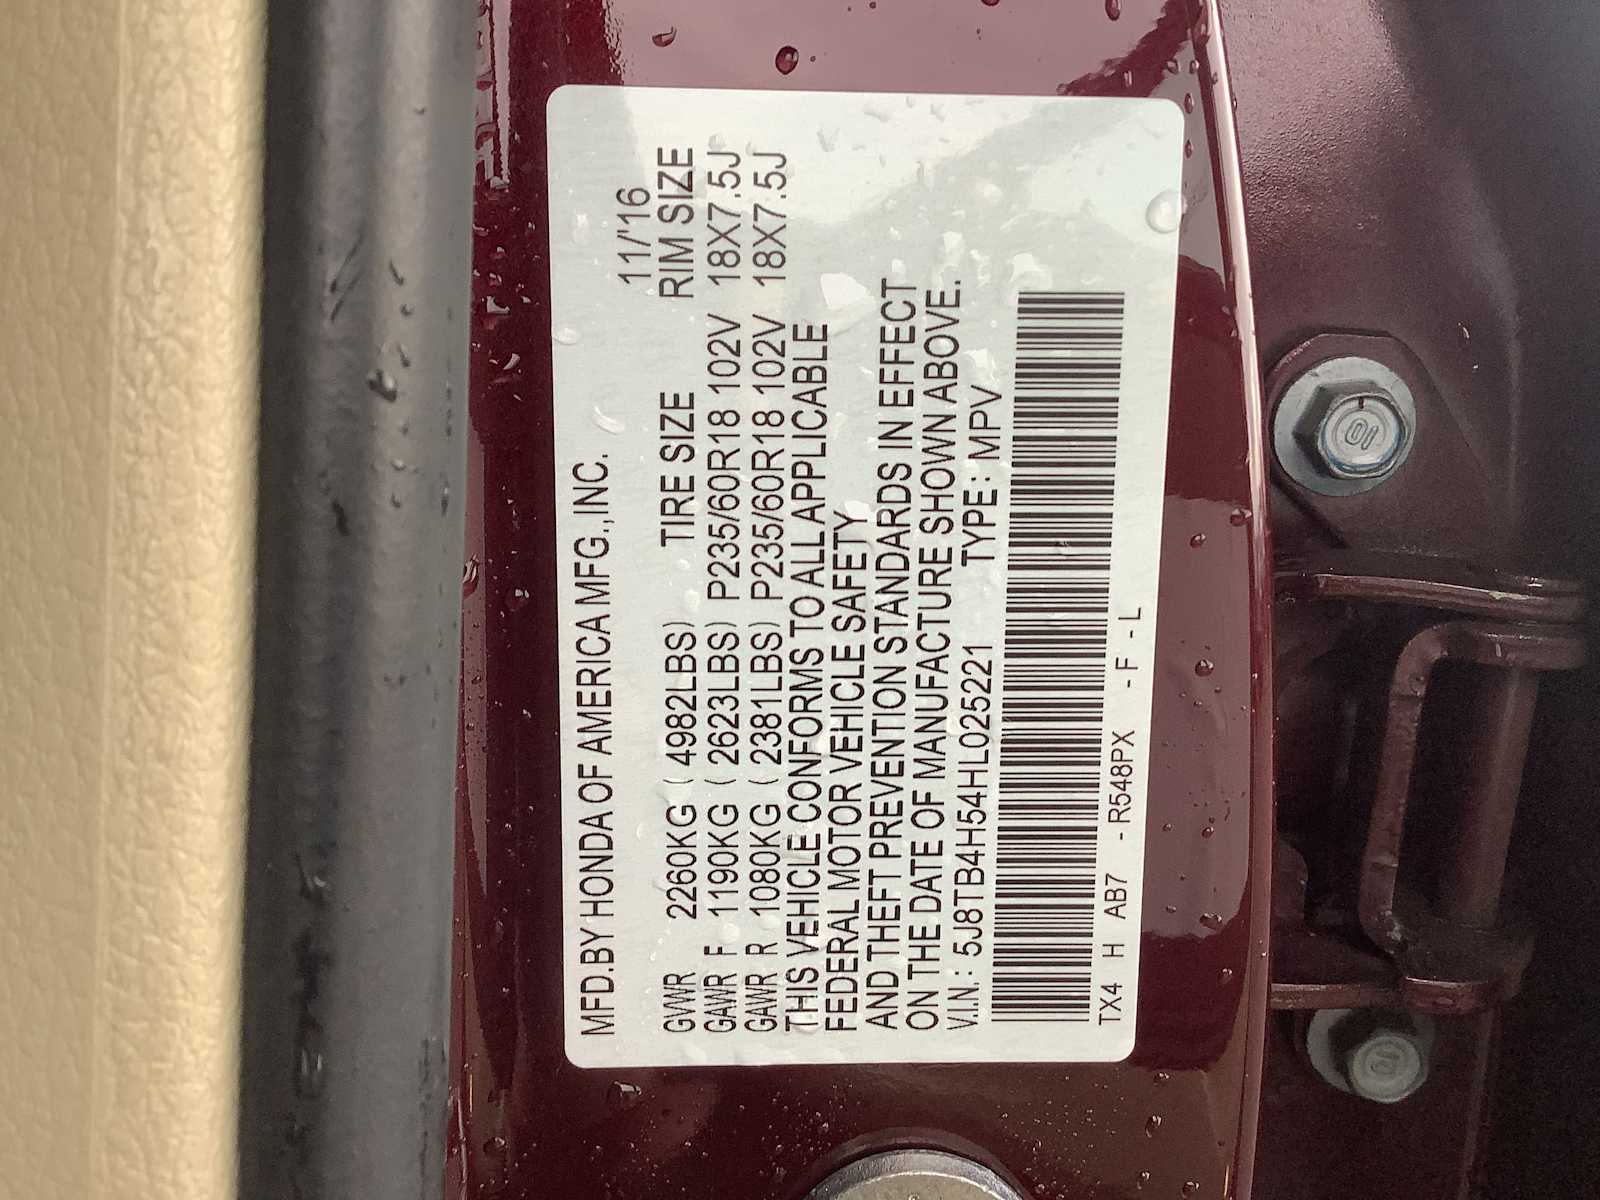 MFD.BY HONDA OF AMERICA MFG.,INC.
11/'16
GVWR 2260KG ( 4982LBS) TIRE SIZE RIM SIZE
GAWR F 1190KG ( 2623LBS) P235/60R18 102V 18X7.5J
GAWR R 1080KG ( 2381LBS) P235/60R18 102V 18X7.5J
THIS VEHICLE CONFORMS TO ALL APPLICABLE
FEDERAL MOTOR VEHICLE SAFETY
AND THEFT PREVENTION STANDARDS IN EFFECT
ON THE DATE OF MANUFACTURE SHOWN ABOVE.
V.I.N.: 5J8TB4H54HL025221 TYPE: MPV
TX4 H AB7 - R548PX - F - L